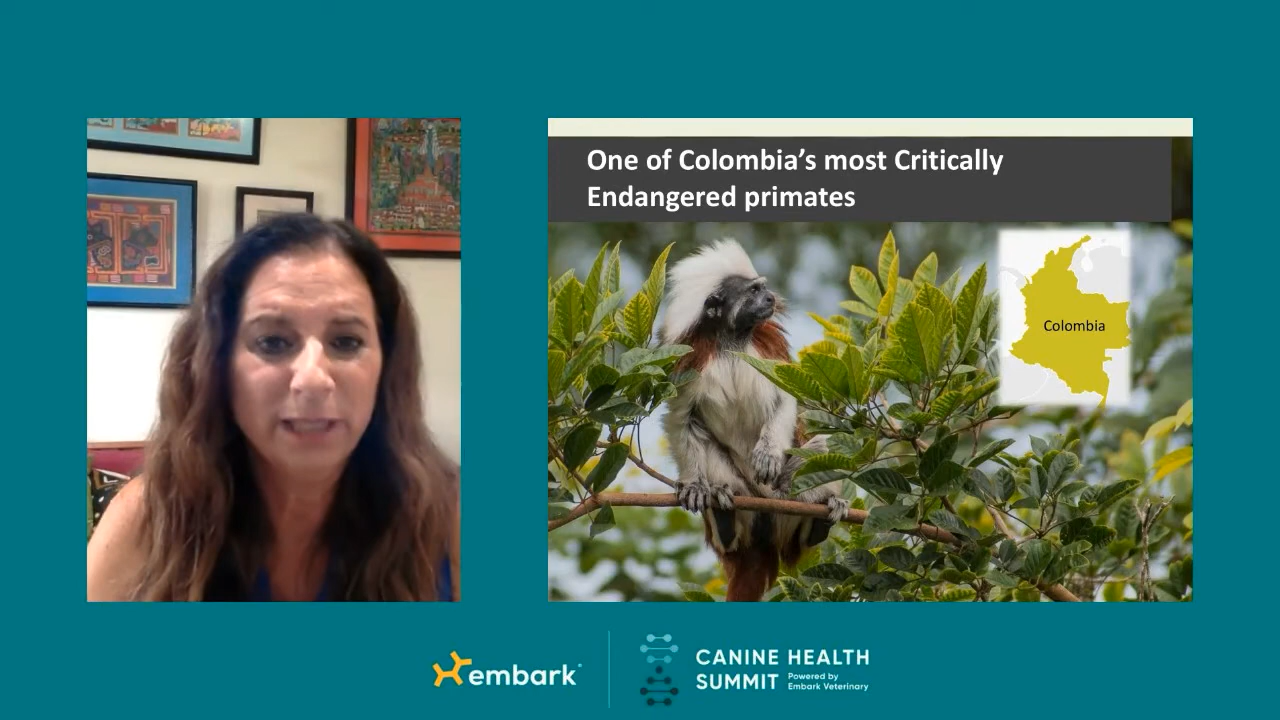 One of Colombia’s most Critically
Endangered primates
Colombia
embark
CANINE HEALTH
SUMMIT
Powered by
Embark Veterinary